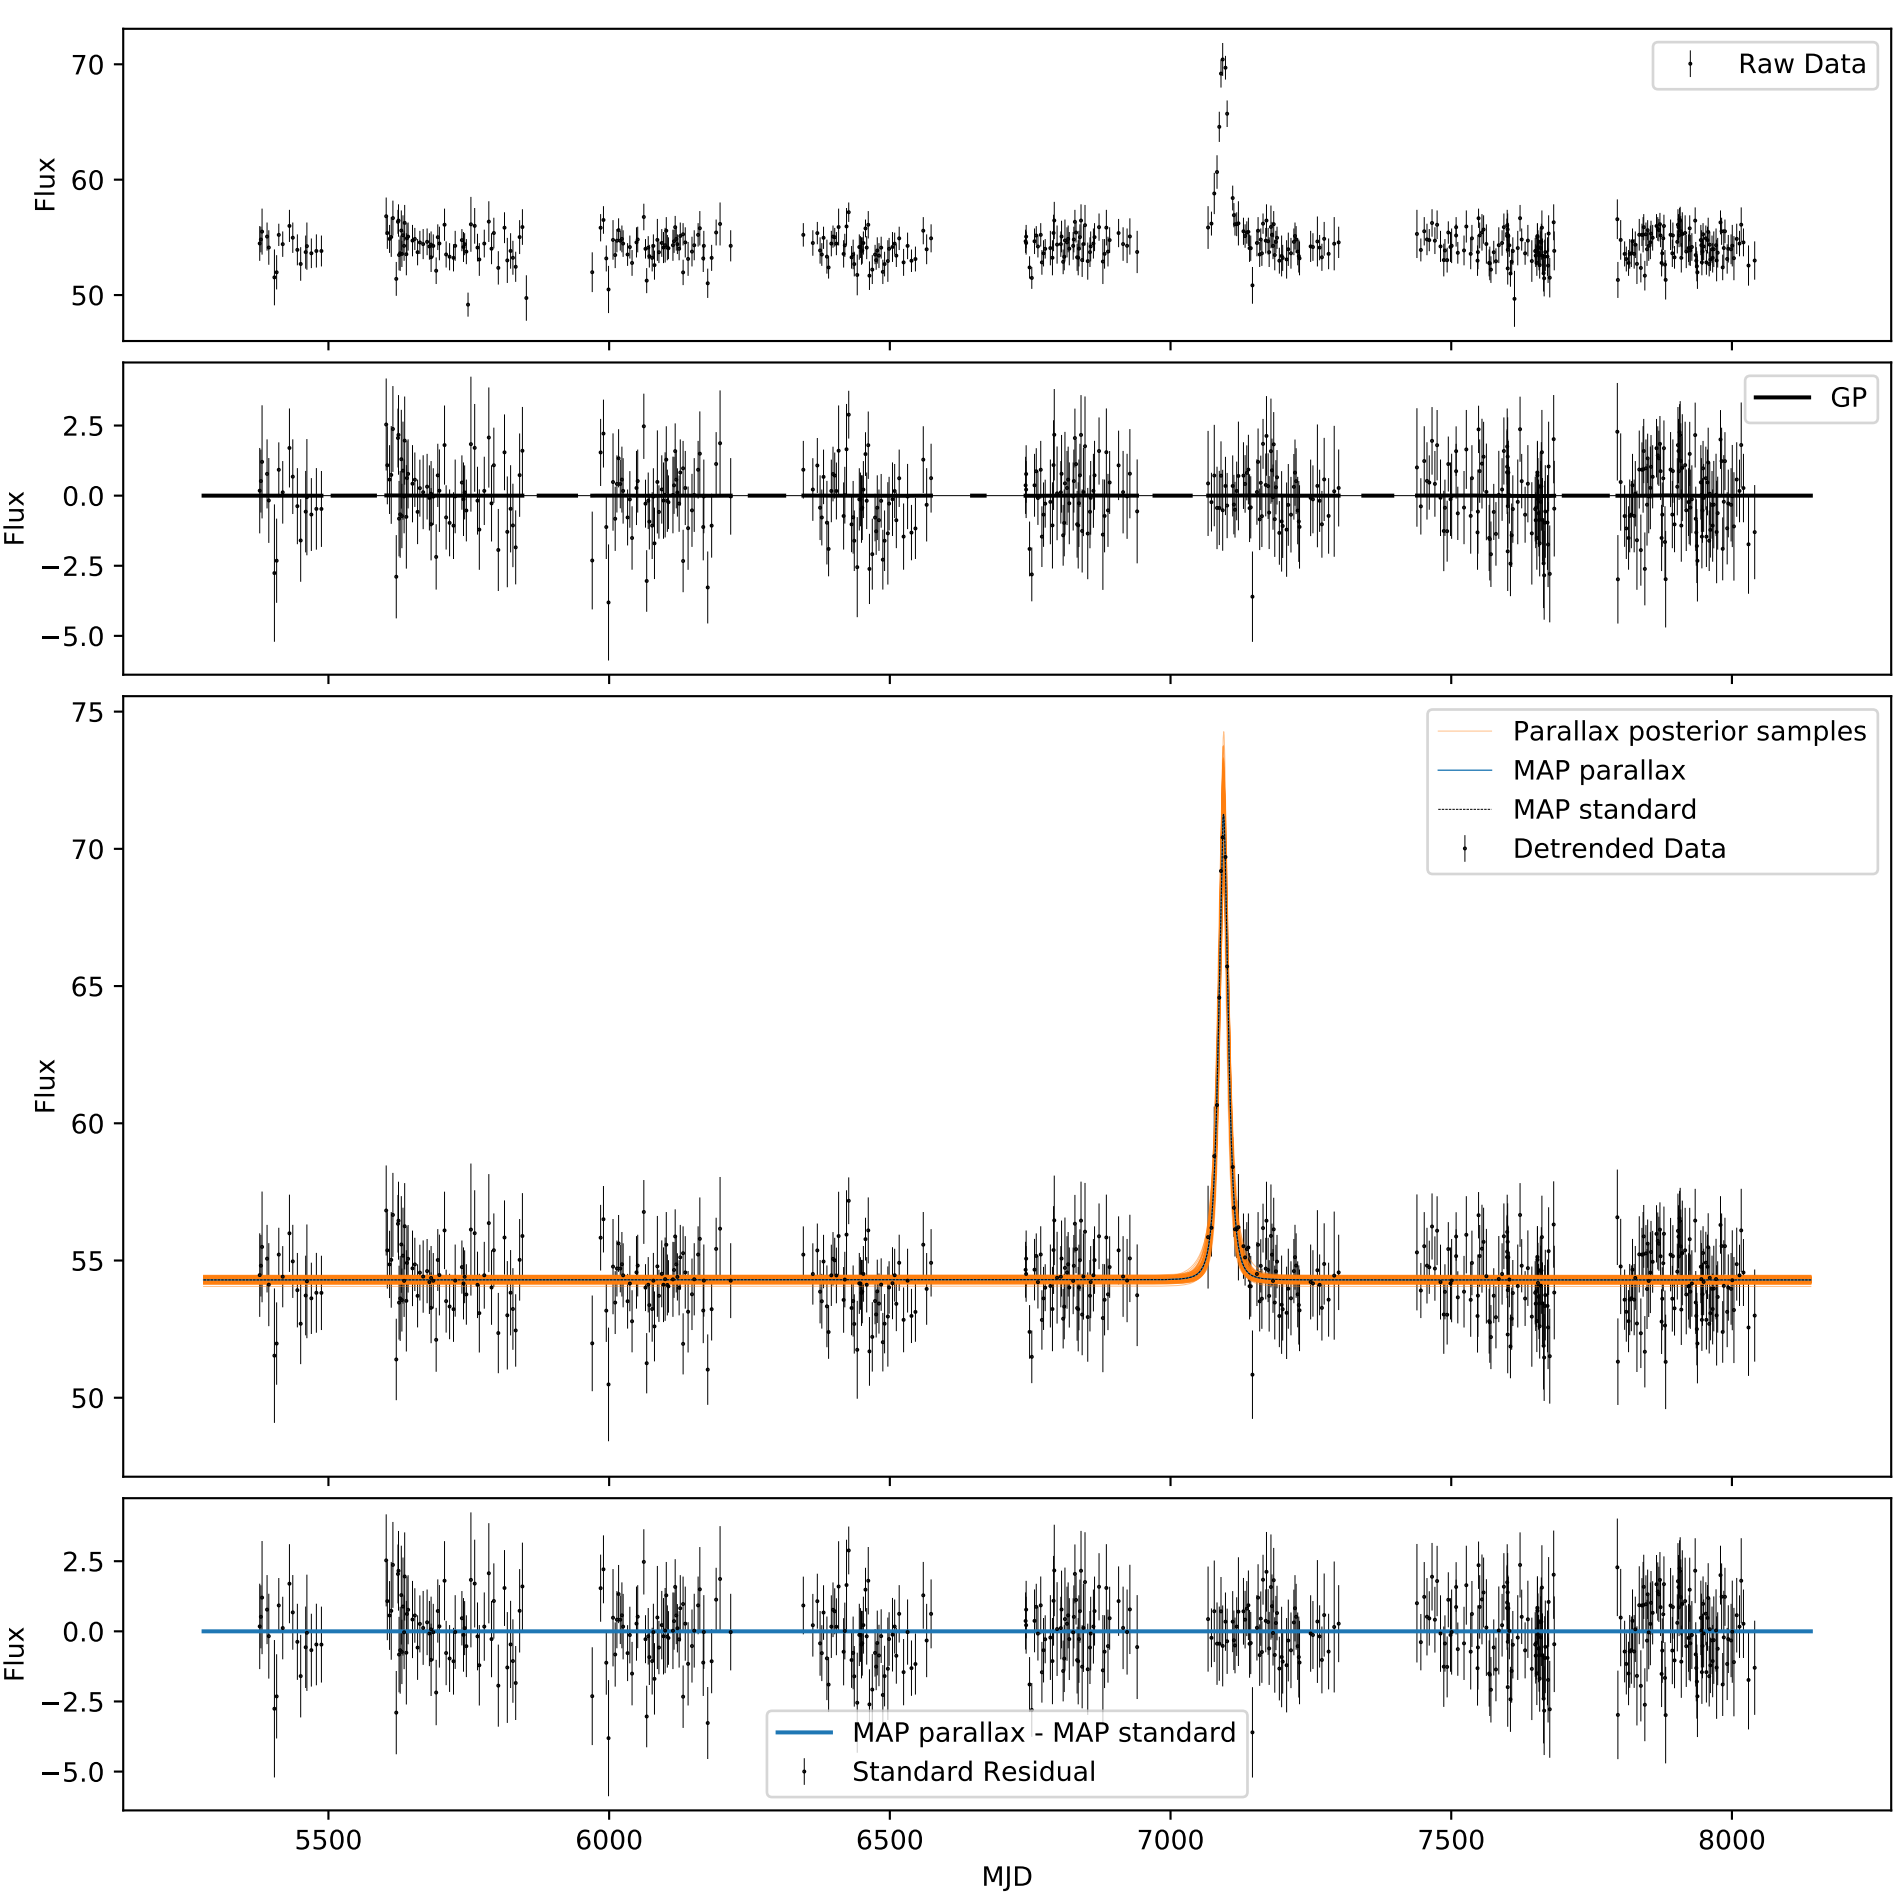 70
60
50
Flux
Raw Data
2.5
0.0
−2.5
−5.0
Flux
GP
75
70
65
60
55
50
Flux
Parallax posterior samples
MAP parallax
MAP standard
Detrended Data
2.5
0.0
−2.5
−5.0
Flux
MAP parallax - MAP standard
Standard Residual
5500 6000 6500 7000 7500 8000
MJD